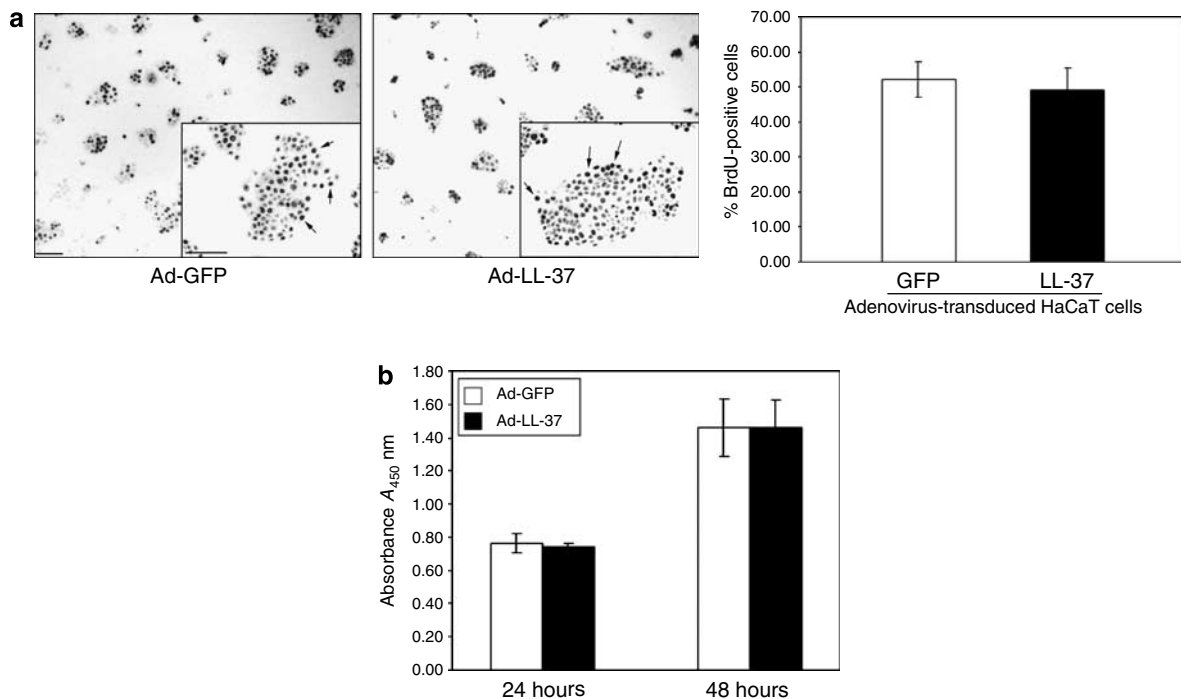 a
Ad-GFP
Ad-LL-37
% BrdU-positive cells
70.00
60.00
50.00
40.00
30.00
20.00
10.00
0.00
GFP LL-37
Adenovirus-transduced HaCaT cells
b
Absorbance A450 nm
1.80
1.60
1.40
1.20
1.00
0.80
0.60
0.40
0.20
0.00
Ad-GFP
Ad-LL-37
24 hours 48 hours